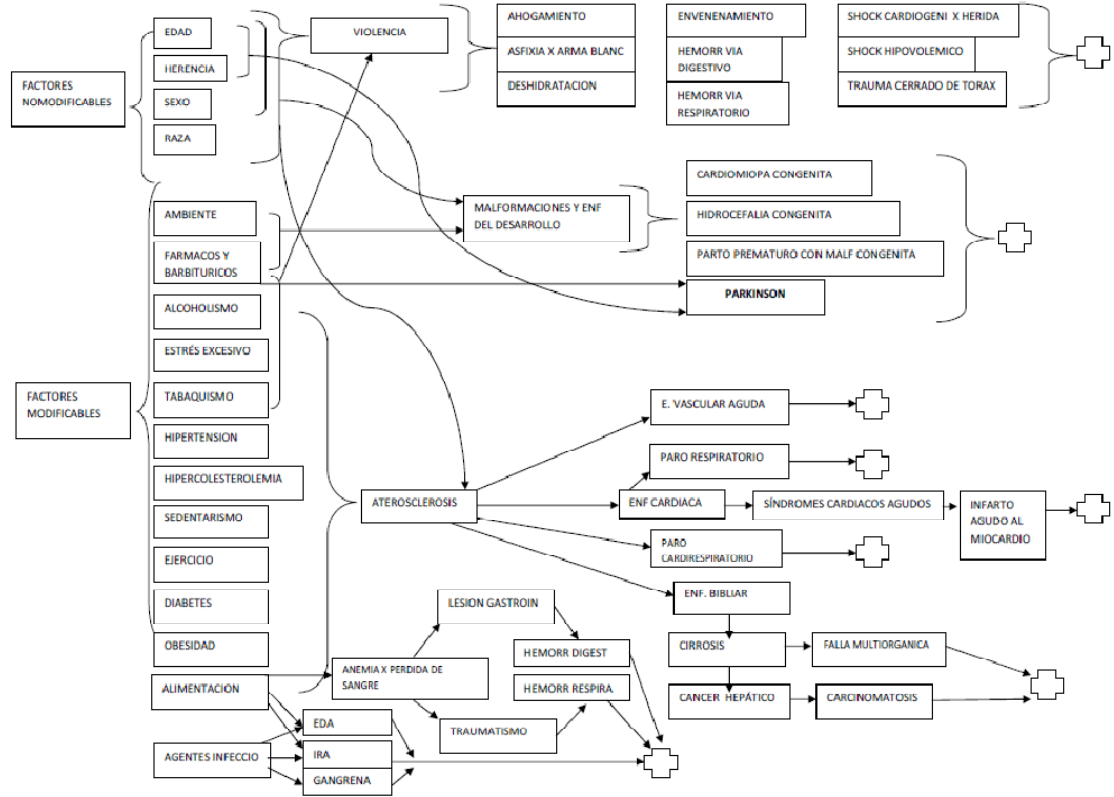 EDAD
HERENCIA
SEXO
RAZA
FACTORES
NOMODIFICABLES
VIOLENCIA
AHOGAMIENTO
ASFIXIA X ARMA BLANC
DESHIDRATACION
ENVENENAMIENTO
HEMORR VIA
DIGESTIVO
HEMORR VIA
RESPIRATORIO
SHOCK CARDIOGENI X HERIDA
SHOCK HIPOVOLEMICO
TRAUMA CERRADO DE TORAX
AMBIENTE
FARMACOS Y
BARBITURICOS
ALCOHOLISMO
ESTRÉS EXCESIVO
TABAQUISMO
HIPERTENSION
HIPERCOLESTEROLEMIA
SEDENTARISMO
EJERCICIO
DIABETES
OBESIDAD
ALIMENTACIÓN
AGENTES INFECCIO
FACTORES
MODIFICABLES
MALFORMACIONES Y ENF
DEL DESARROLLO
CARDIOMIOPA CONGENITA
HIDROCEFALIA CONGENITA
PARTO PREMATURO CON MALF CONGENITA
PARKINSON
ATEROSCLEROSIS
E. VASCULAR AGUDA
PARO RESPIRATORIO
ENF CARDIACA
SÍNDROMES CARDIACOS AGUDOS
INFARTO
AGUDO AL
MIOCARDIO
PARO
CARDIRESPIRATORIO
ENF. BIBLIAR
CIRROSIS
FALLA MULTIORGANICA
CANCER HEPÁTICO
CARCINOMATOSIS
LESION GASTROIN
ANEMIA X PERDIDA DE
SANGRE
HEMORR DIGEST
HEMORR RESPIRA.
TRAUMATISMO
EDA
IRA
GANGRENA